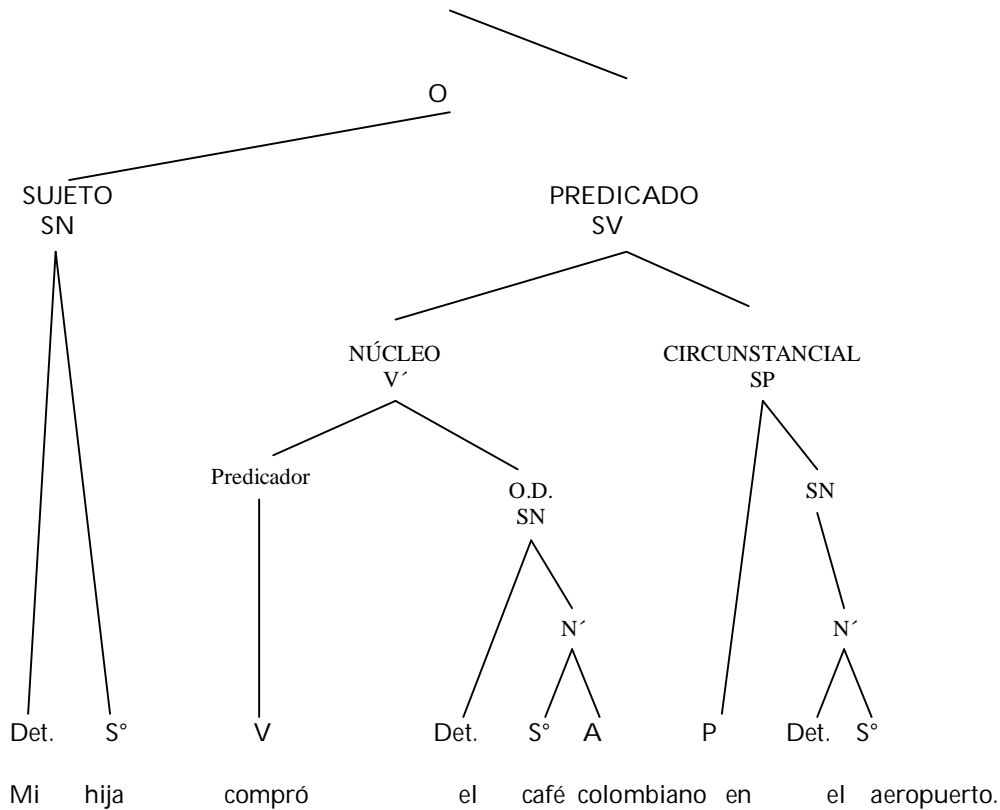 O
SUJETO PREDICADO
SN SV
NÚCLEO CIRCUNSTANCIAL
V´ SP
Predicador O.D. SN
SN
N´ N´
Det. S° V Det. S° A P Det. S°
Mi hija compró el café colombiano en el aeropuerto.